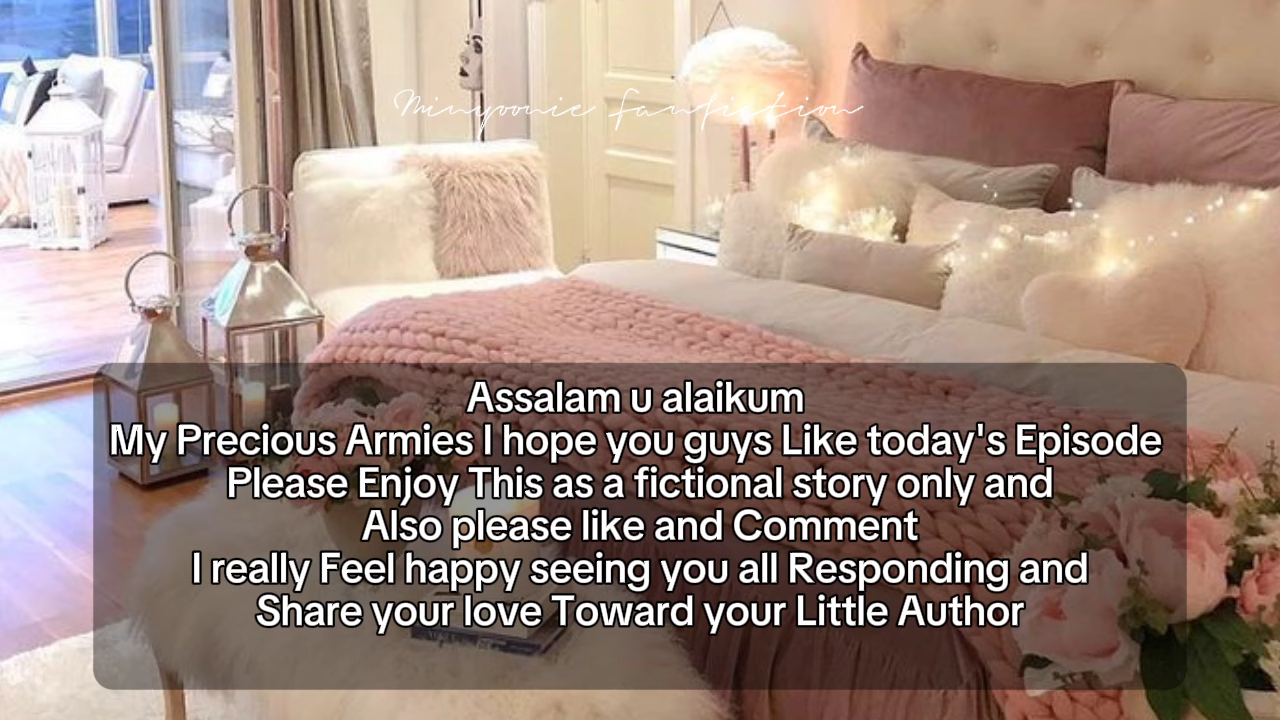 Minyoonie fanfiction
Assalam u alaikum
My Precious Armies I hope you guys Like today's Episode
Please Enjoy This as a fictional story only and
Also please like and Comment
I really Feel happy seeing you all Responding and
Share your love Toward your Little Author